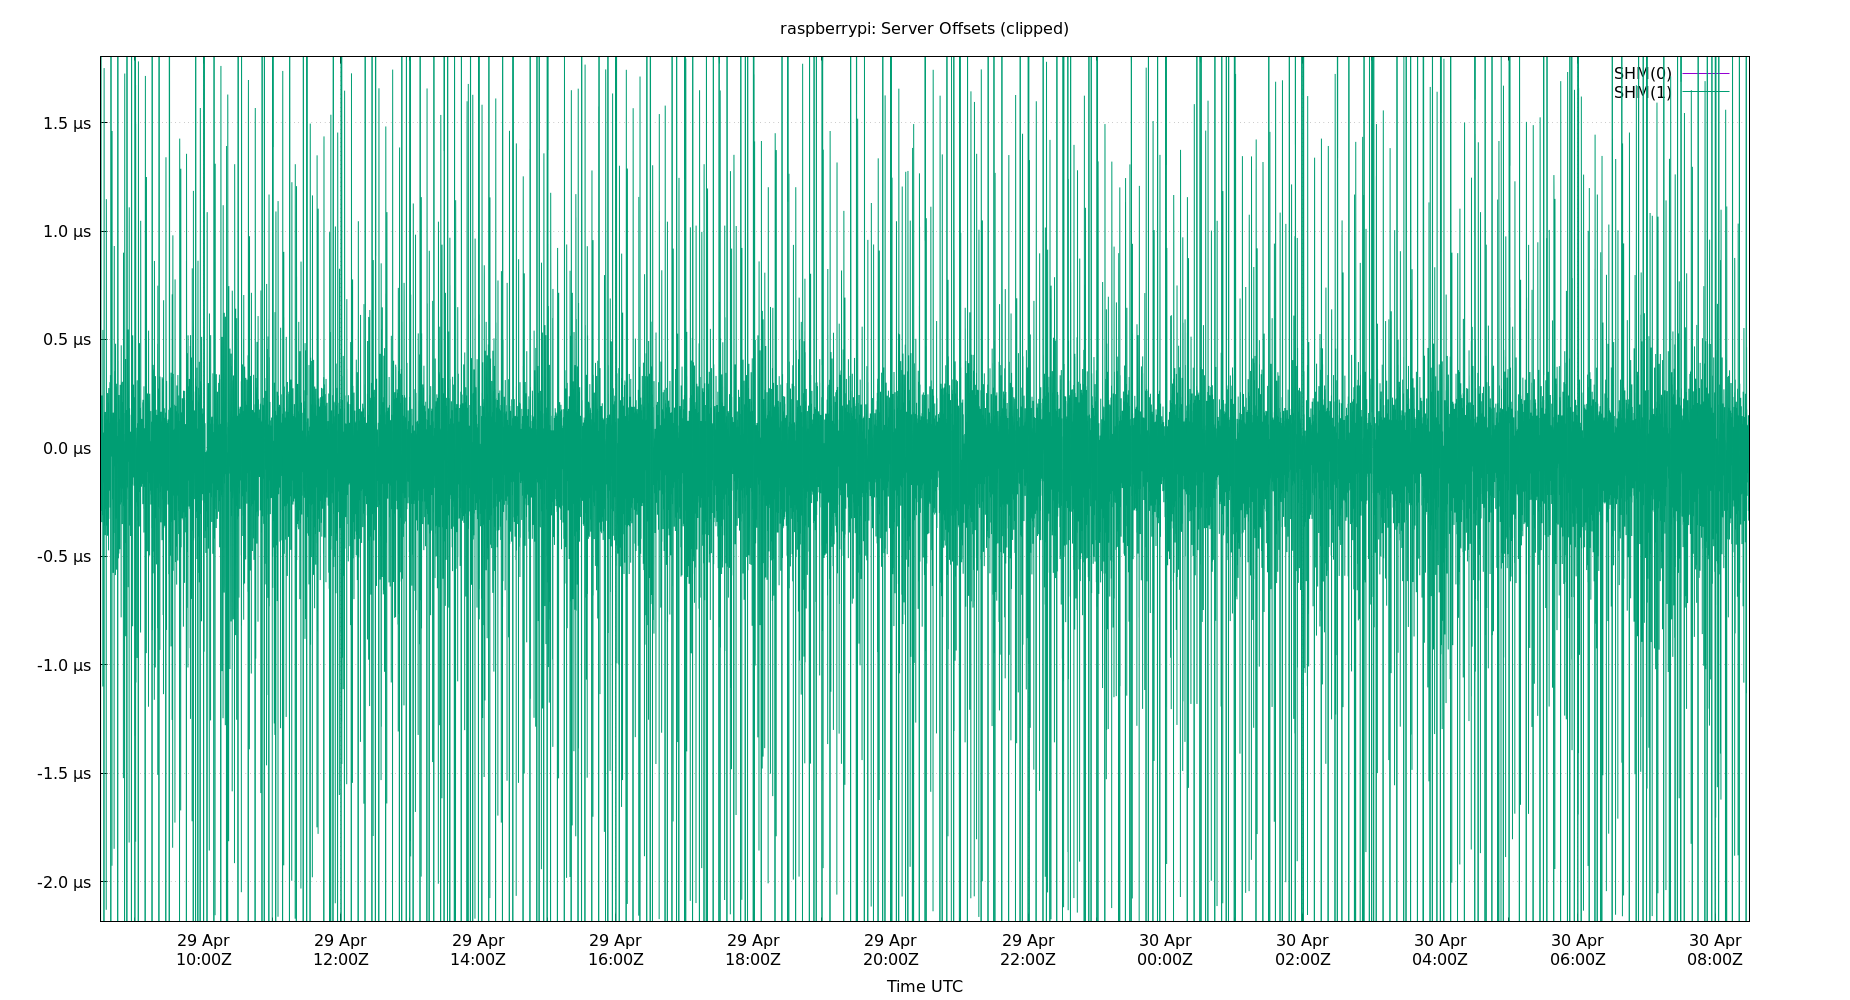 raspberrypi: Server Offsets (clipped)
SHM(0)
SHM(1)
1.5 µs
1.0 µs
0.5 µs
0.0 µs
-0.5 µs
-1.0 µs
-1.5 µs
-2.0 µs
29 Apr 29 Apr 29 Apr 29 Apr 29 Apr 29 Apr 29 Apr 30 Apr 30 Apr 30 Apr 30 Apr 30 Apr
10:00Z 12:00Z 14:00Z 16:00Z 18:00Z 20:00Z 22:00Z 00:00Z 02:00Z 04:00Z 06:00Z 08:00Z
Time UTC